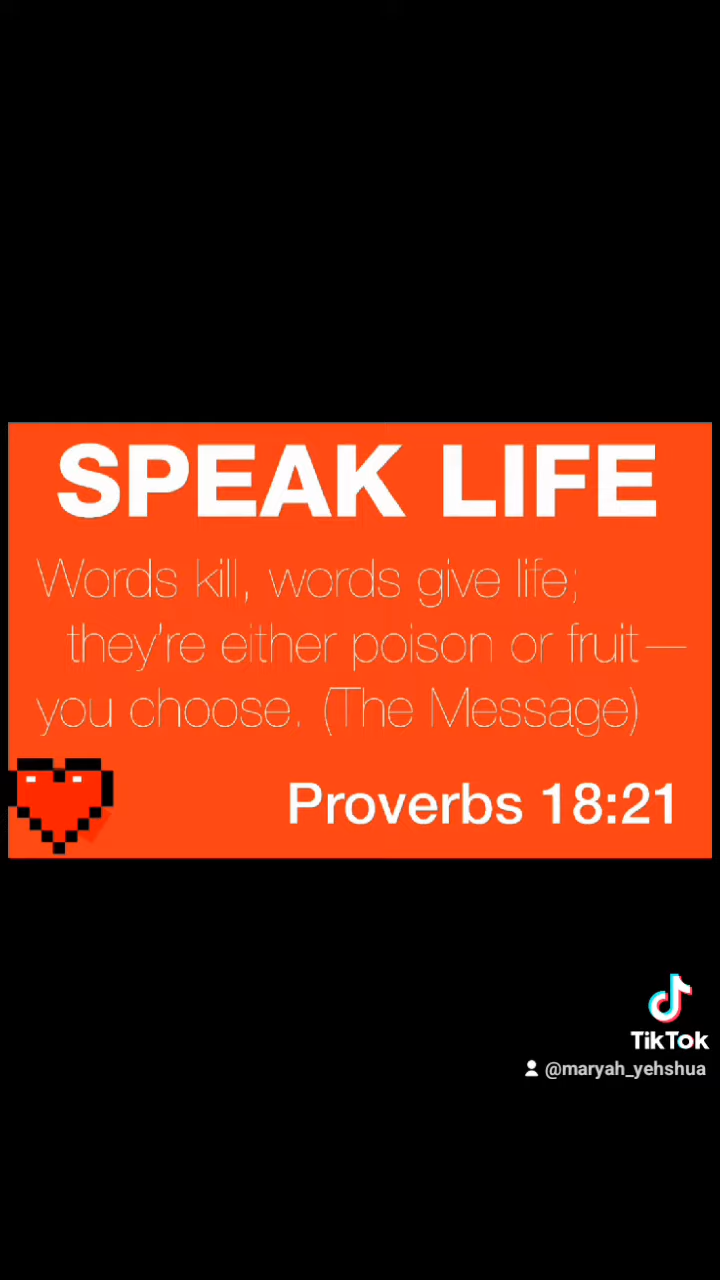 SPEAK LIFE
Words kill, words give life;
they're either poison or fruit—
you choose. (The Message)
Proverbs 18:21
TikTok
@maryah_yehshua